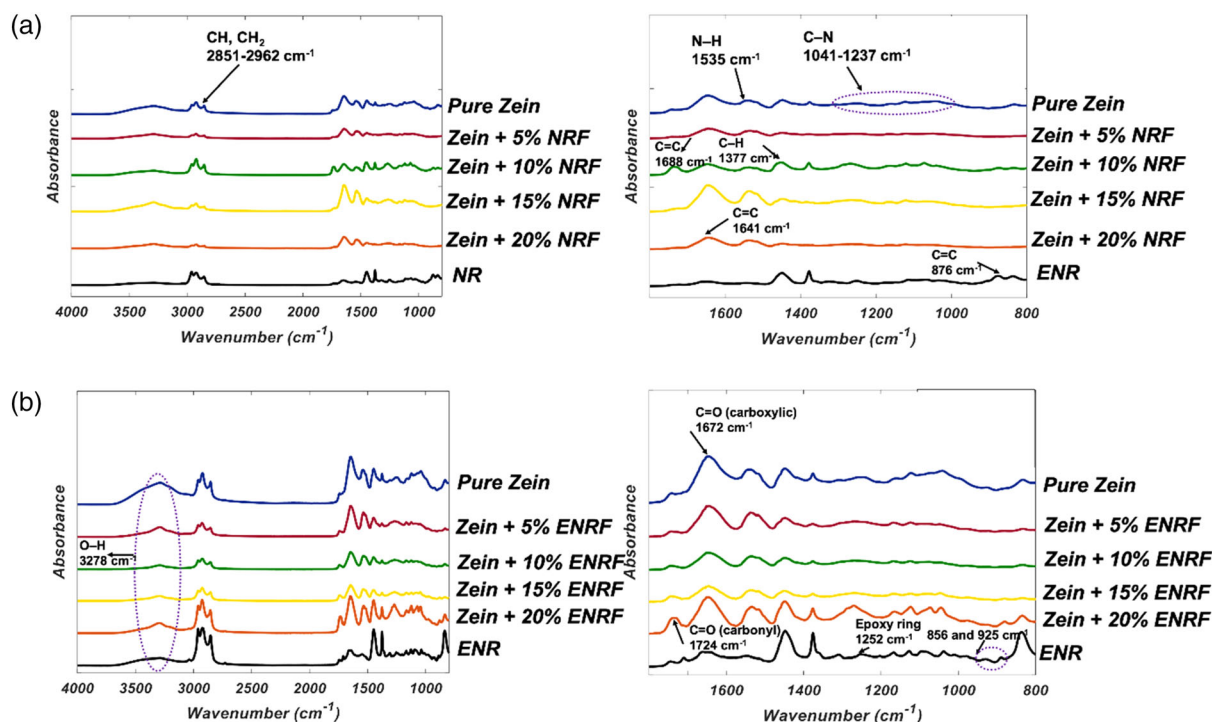 (a)
CH, CH2
2851-2962 cm-1
Absorbance
Pure Zein
Zein + 5% NRF
Zein + 10% NRF
Zein + 15% NRF
Zein + 20% NRF
NR
4000 3500 3000 2500 2000 1500 1000
Wavenumber (cm-1)
N–H
1535 cm-1
C–N
1041-1237 cm-1
Absorbance
Pure Zein
Zein + 5% NRF
C=C
1688 cm-1
C–H
1377 cm-1
Zein + 10% NRF
Zein + 15% NRF
C=C
1641 cm-1
Zein + 20% NRF
C=C
876 cm-1
ENR
1600 1400 1200 1000 800
Wavenumber (cm-1)
(b)
Absorbance
Pure Zein
Zein + 5% ENRF
O–H
3278 cm-1
Zein + 10% ENRF
Zein + 15% ENRF
Zein + 20% ENRF
ENR
4000 3500 3000 2500 2000 1500 1000
Wavenumber (cm-1)
C=O (carboxylic)
1672 cm-1
Absorbance
Pure Zein
Zein + 5% ENRF
Zein + 10% ENRF
Zein + 15% ENRF
Zein + 20% ENRF
C=O (carbonyl)
1724 cm-1
Epoxy ring
1252 cm-1
856 and 925 cm-1
ENR
1600 1400 1200 1000 800
Wavenumber (cm-1)